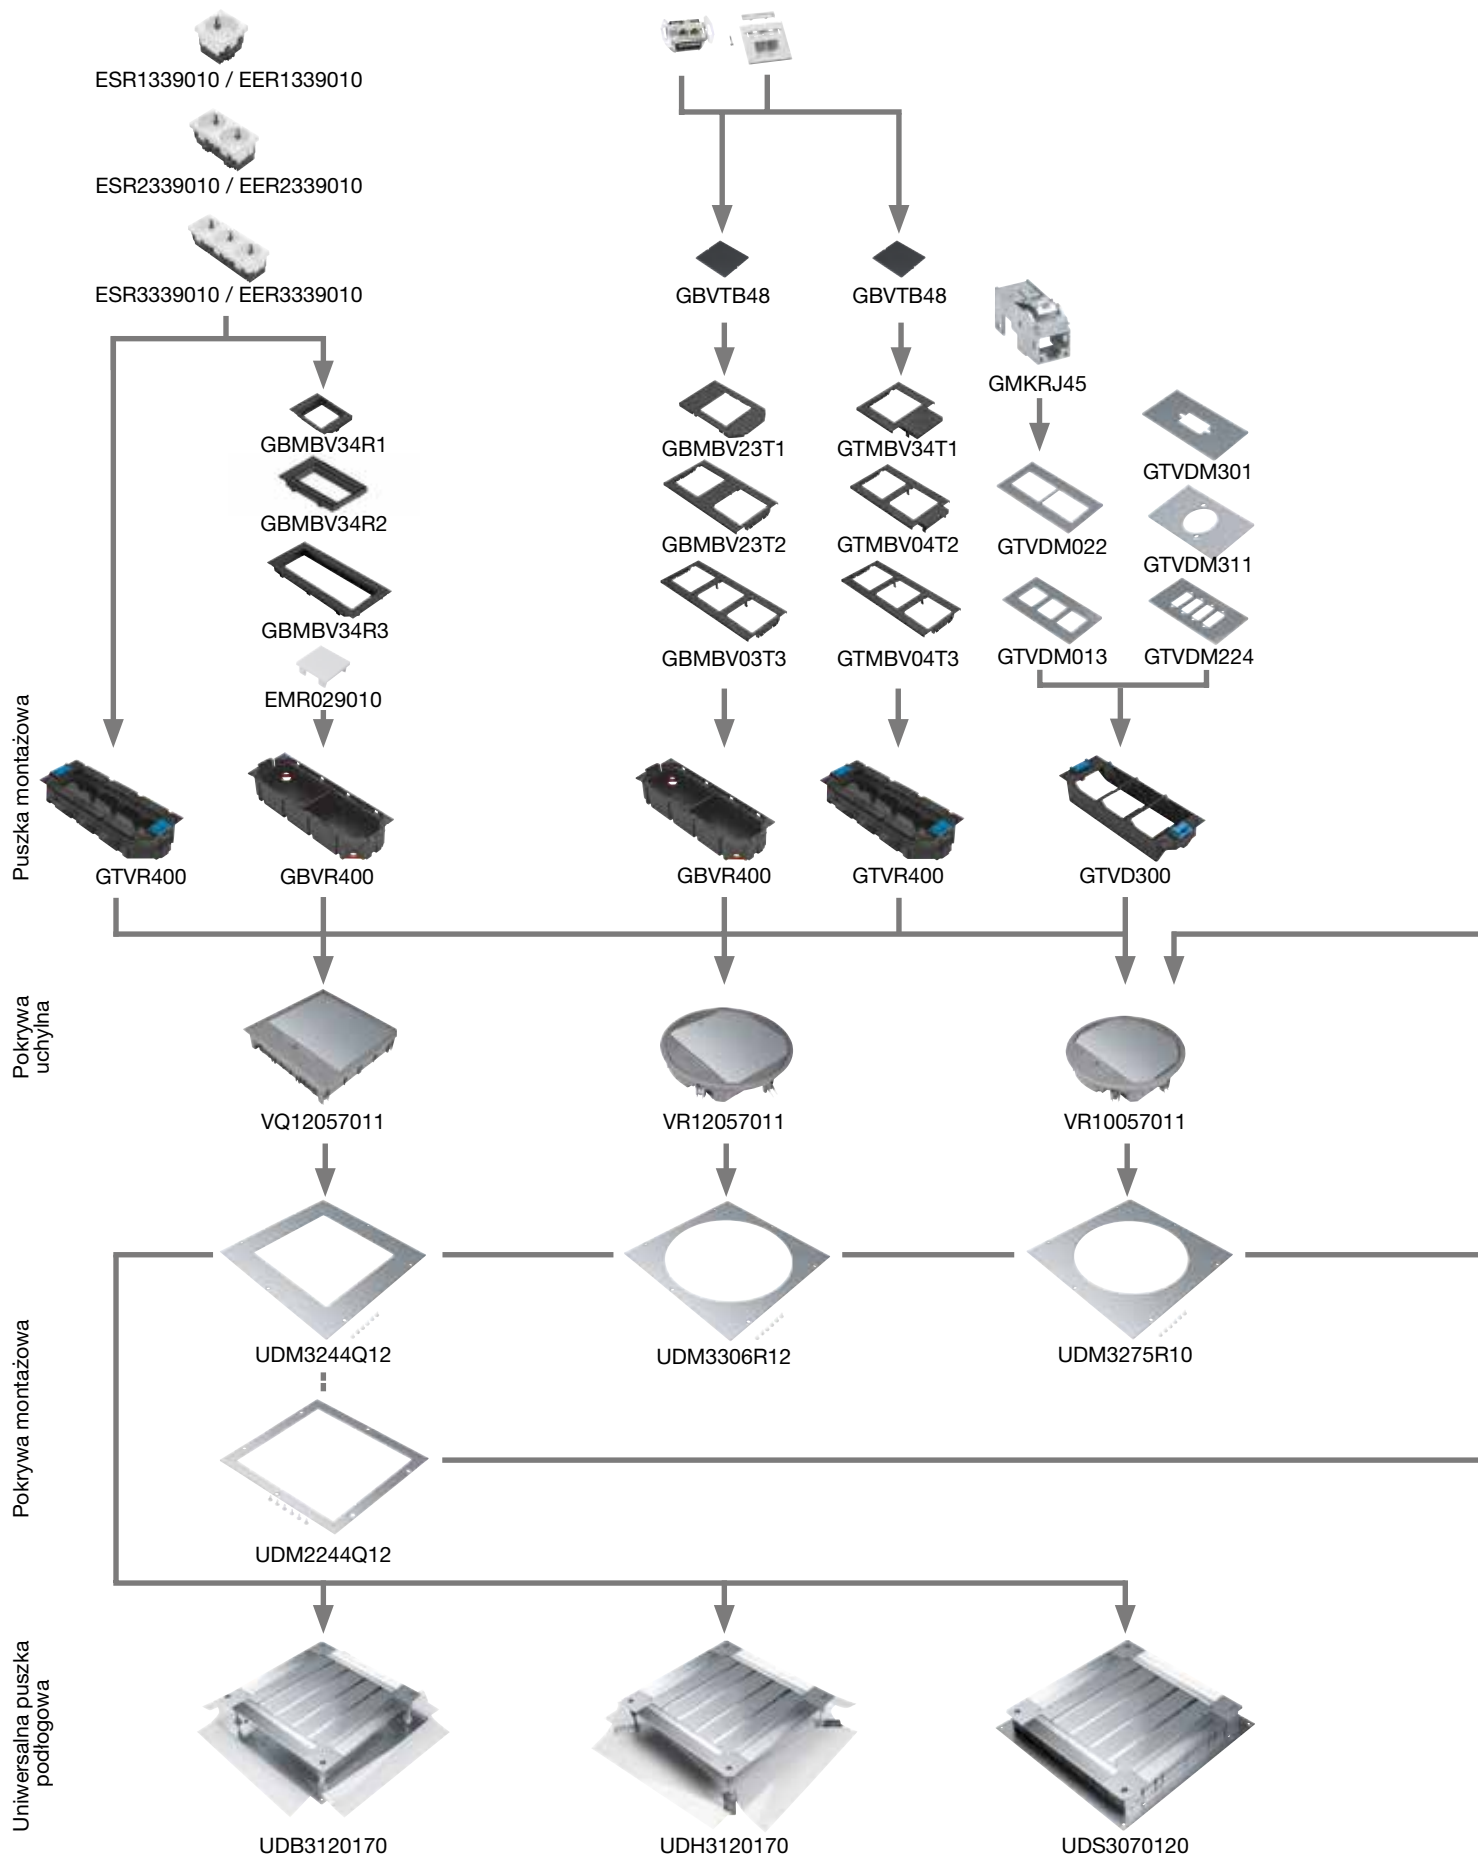 ESR1339010 / EER1339010
ESR2339010 / EER2339010
ESR3339010 / EER3339010
GBVTB48
GBVTB48
GMKRJ45
GBMBV34R1
GBMBV23T1
GTMBV34T1
GTVDM301
GBMBV34R2
GBMBV23T2
GTMBV04T2
GTVDM022
GTVDM311
GBMBV34R3
GBMBV03T3
GTMBV04T3
GTVDM013
GTVDM224
EMR029010
Puszka montażowa
GTVR400
GBVR400
GBVR400
GTVR400
GTVD300
Pokrywa
uchylna
VQ12057011
VR12057011
VR10057011
Pokrywa montażowa
UDM3244Q12
UDM3306R12
UDM3275R10
UDM2244Q12
Uniwersalna puszka
podłogowa
UDB3120170
UDH3120170
UDS3070120